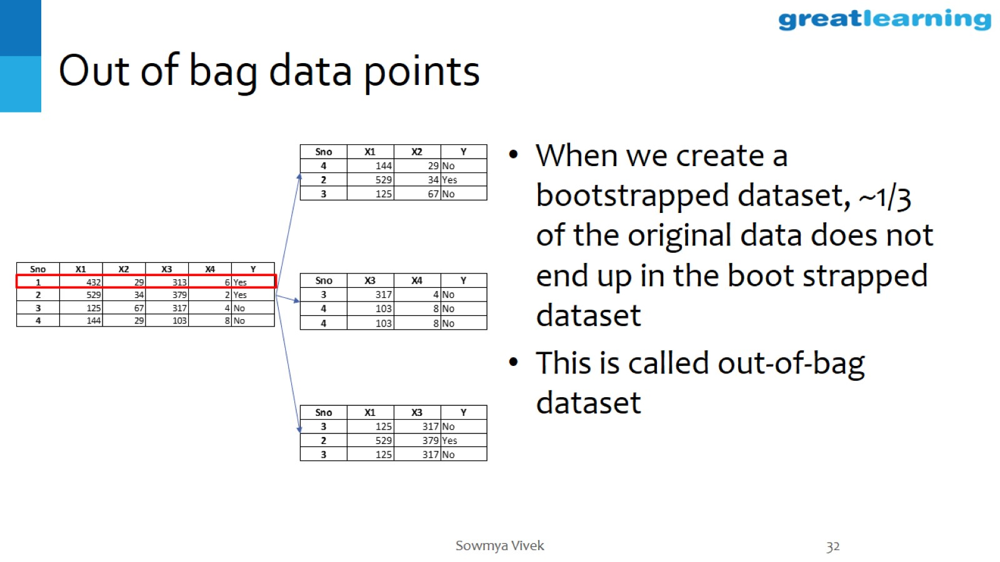 greatlearning
Out of bag data points
Sno X1 X2 Y
4 144 29 No
2 529 34 Yes
3 125 67 No
Sno X1 X2 X3 X4 Y
1 432 29 313 6 Yes
2 529 34 379 2 Yes
3 125 67 317 4 No
4 144 29 103 8 No
Sno X3 X4 Y
3 317 4 No
4 103 8 No
4 103 8 No
Sno X1 X3 Y
3 125 317 No
2 529 379 Yes
3 125 317 No
• When we create a
bootstrapped dataset, ~1/3
of the original data does not
end up in the boot strapped
dataset
• This is called out-of-bag
dataset
Sowmya Vivek
32